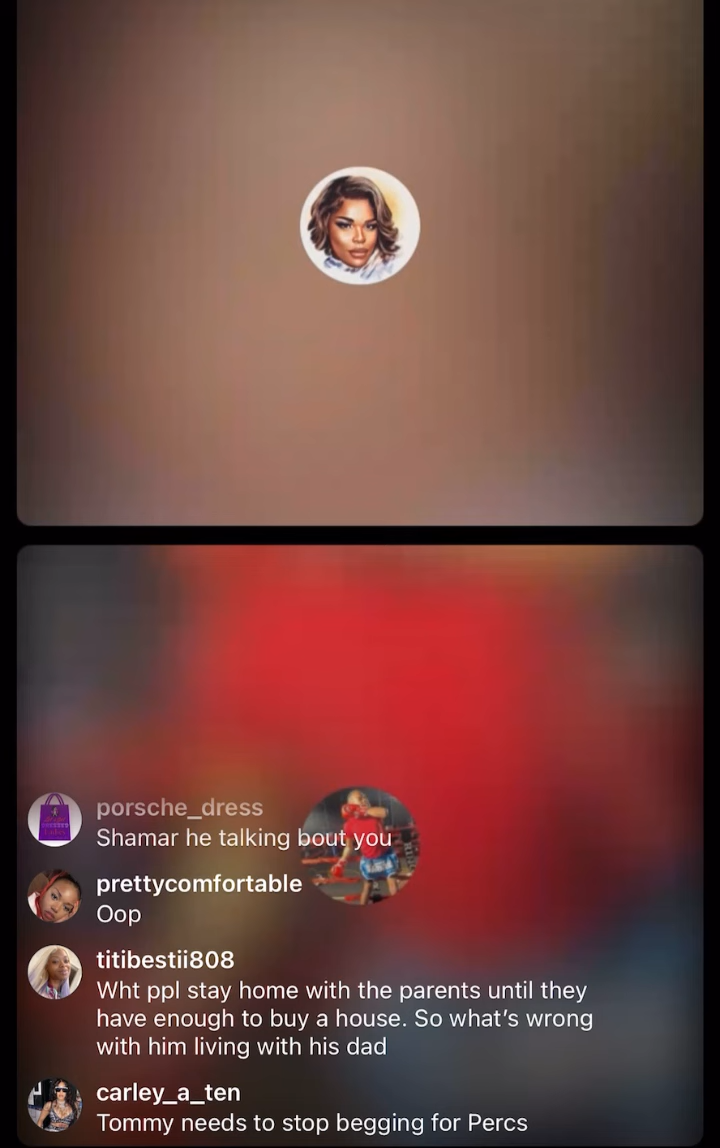 porsche_dress
Shamar he talking bout you
prettycomfortable
Oop
titibestii808
Wht ppl stay home with the parents until they
have enough to buy a house. So what’s wrong
with him living with his dad
carley_a_ten
Tommy needs to stop begging for Percs